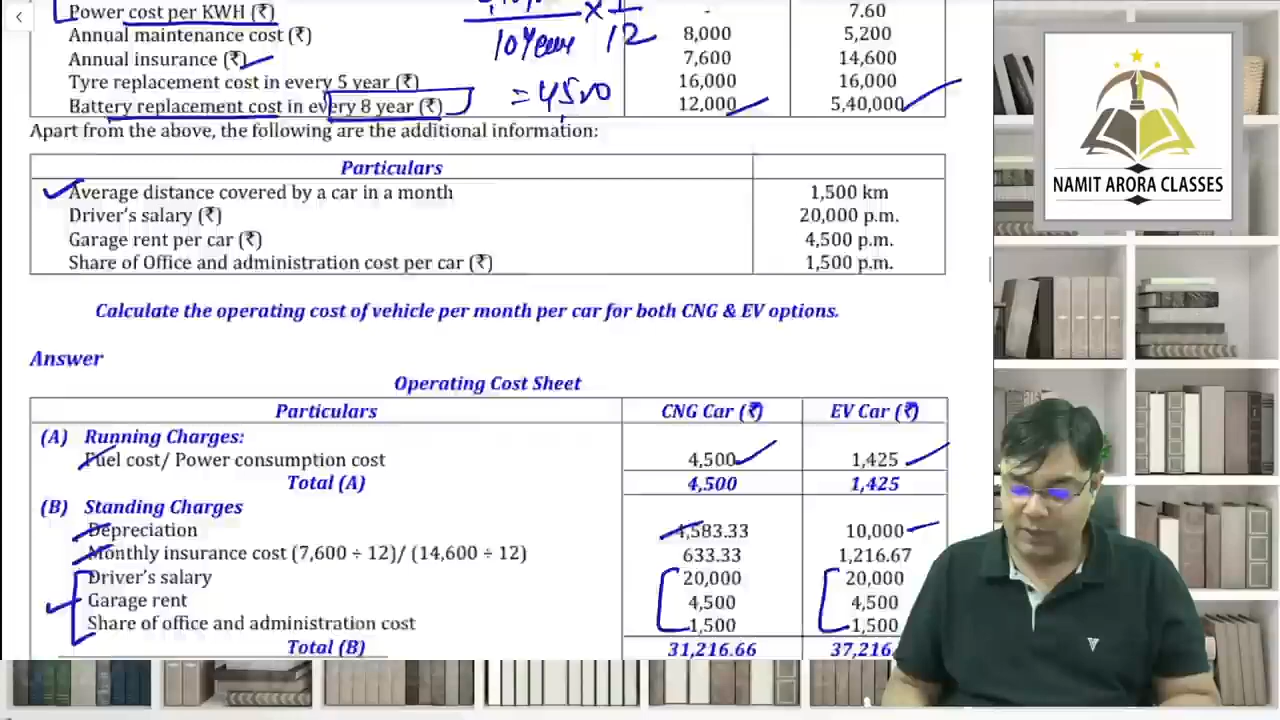 Power cost per KWH (₹) - 7.60
Annual maintenance cost (₹) 8,000 5,200
Annual insurance (₹) 7,600 14,600
Tyre replacement cost in every 5 year (₹) 16,000 16,000
Battery replacement cost in every 8 year (₹) 12,000 5,40,000
10 Years × 12
Apart from the above, the following are the additional information:
Particulars
Average distance covered by a car in a month 1,500 km
Driver's salary (₹) 20,000 p.m.
Garage rent per car (₹) 4,500 p.m.
Share of Office and administration cost per car (₹) 1,500 p.m.
Calculate the operating cost of vehicle per month per car for both CNG & EV options.
Answer
Operating Cost Sheet
Particulars CNG Car (₹) EV Car (₹)
(A) Running Charges:
Fuel cost/ Power consumption cost 4,500 1,425
Total (A) 4,500 1,425
(B) Standing Charges
Depreciation 4,583.33 10,000
Monthly insurance cost (7,600 ÷ 12)/ (14,600 ÷ 12) 633.33 1,216.67
Driver's salary 20,000 20,000
Garage rent 4,500 4,500
Share of office and administration cost 1,500 1,500
Total (B) 31,216.66 37,216.
NAMIT ARORA CLASSES